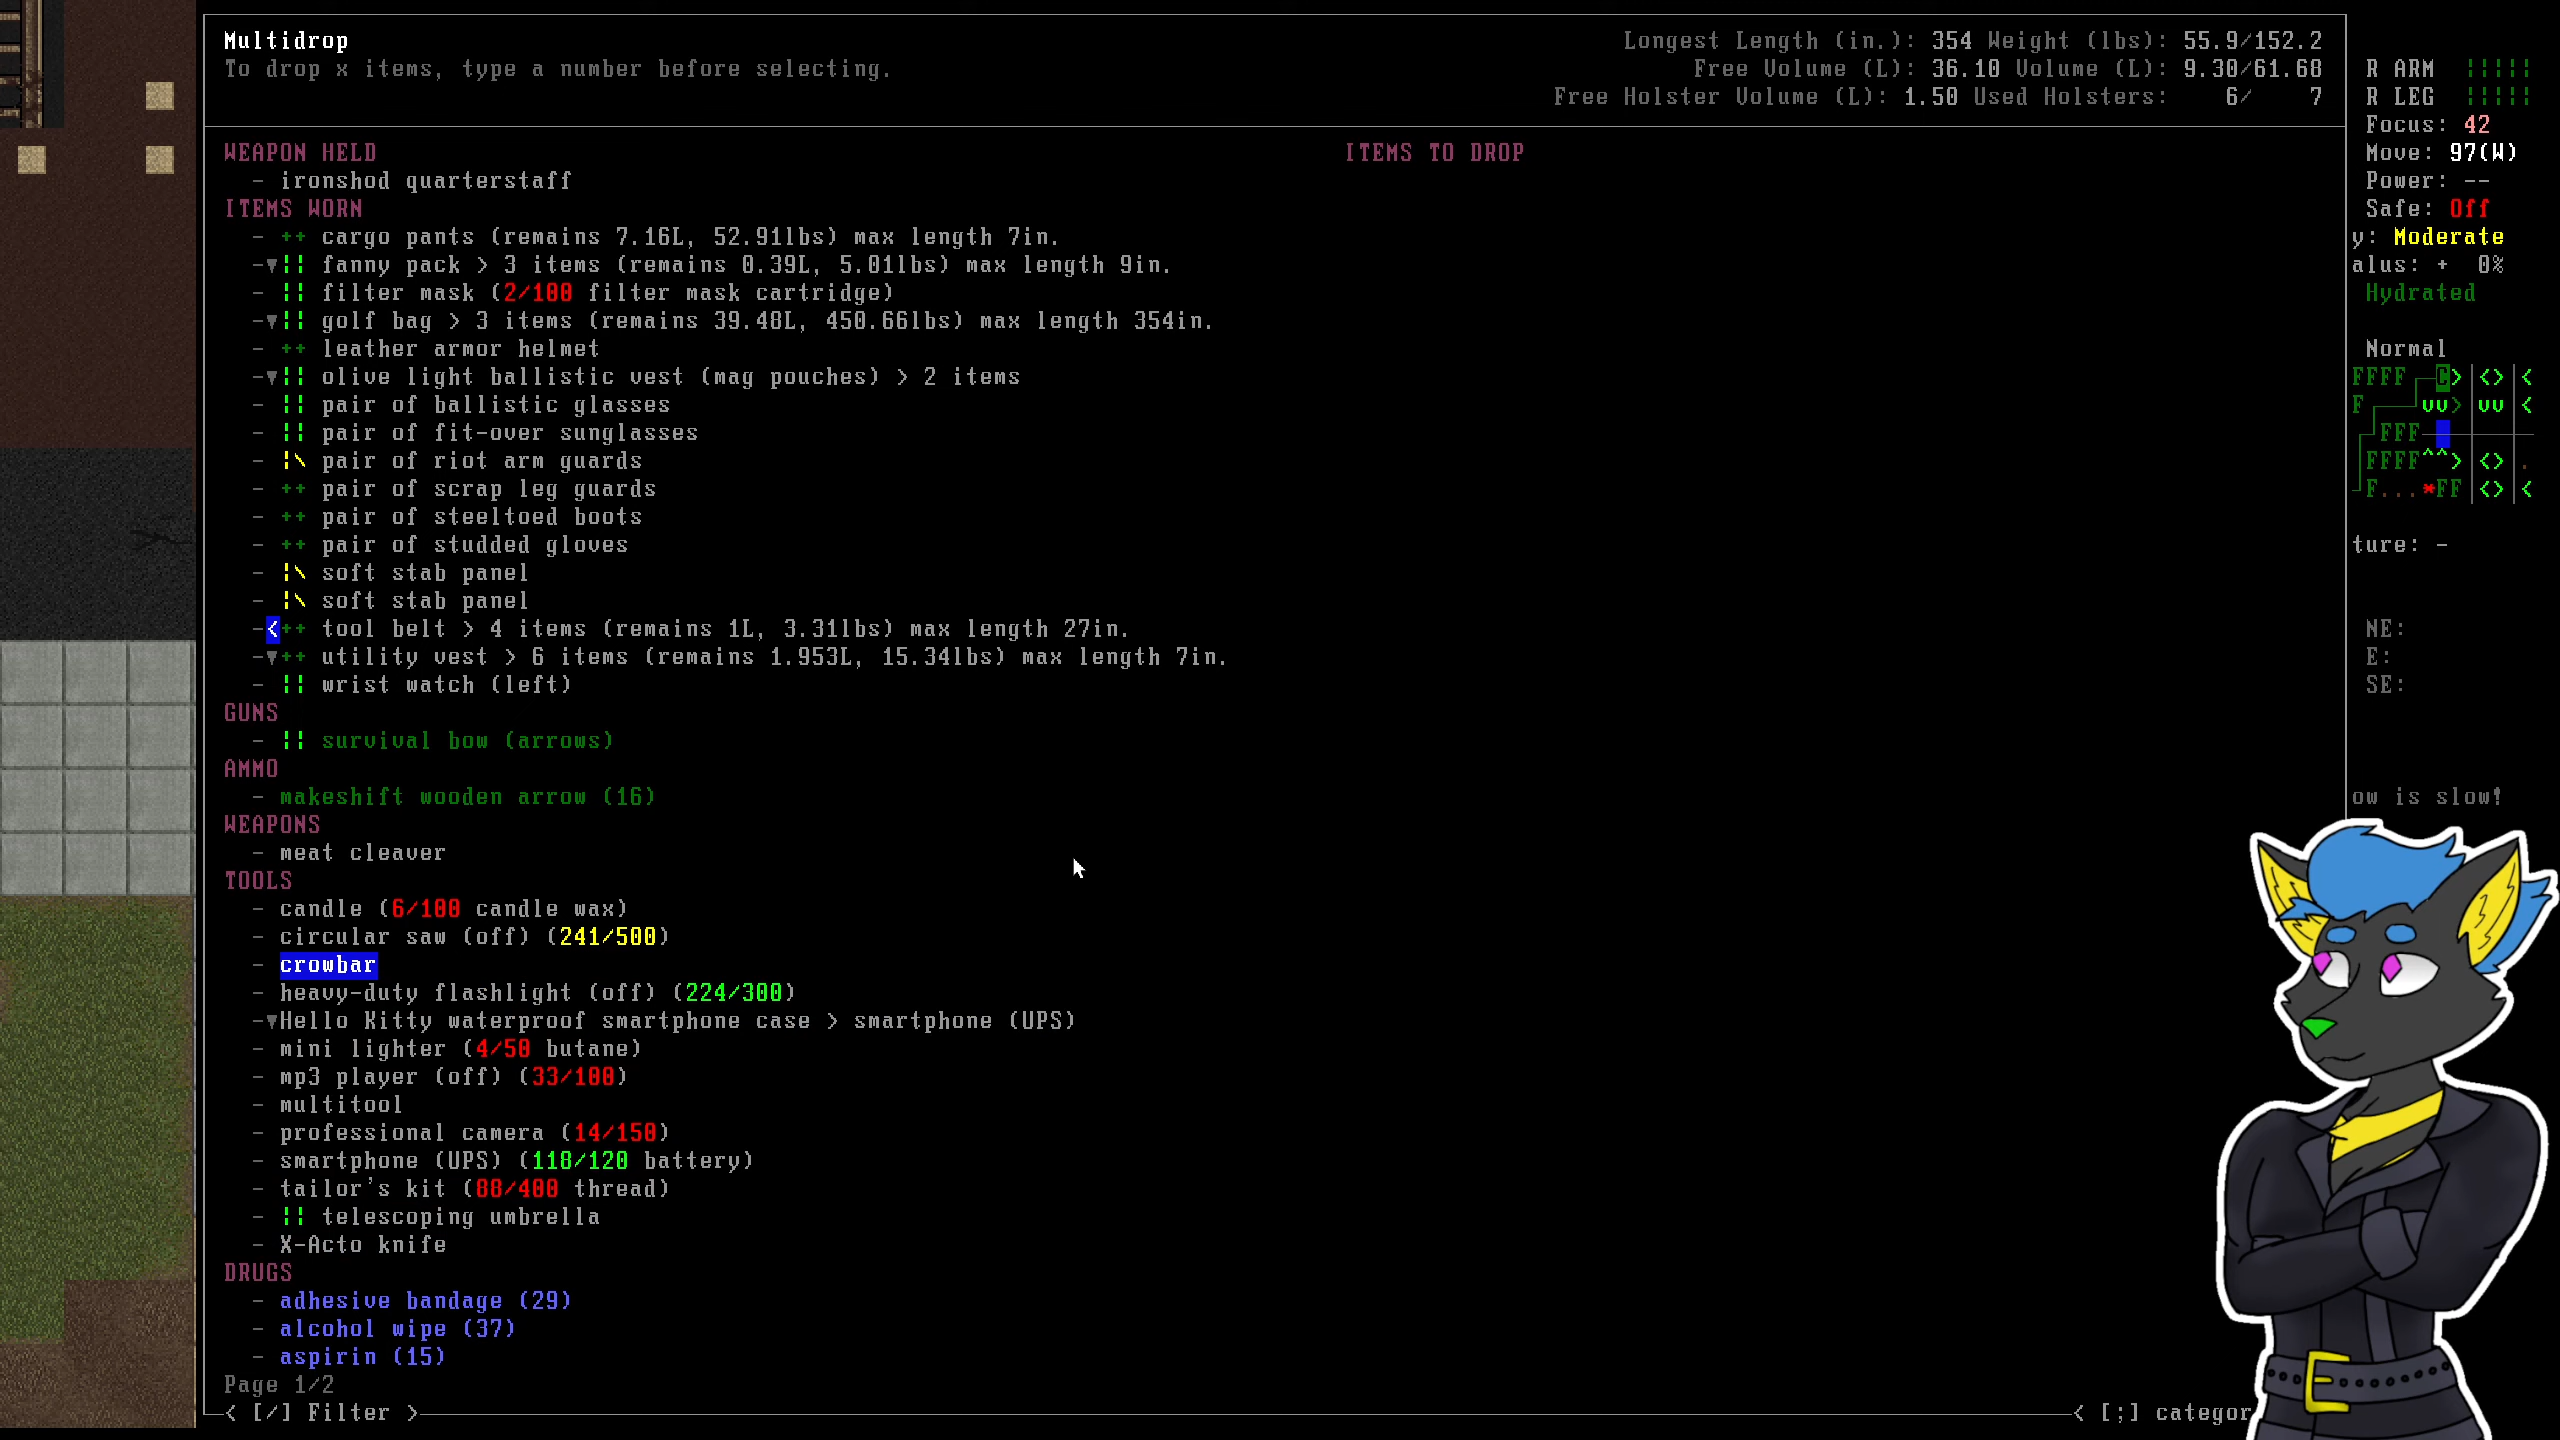 Multidrop
To drop x items, type a number before selecting.
Longest Length (in.): 354 Weight (lbs): 55.9/152.2
Free Volume (L): 36.10 Volume (L): 9.30/61.68
Free Holster Volume (L): 1.50 Used Holsters: 6/ 7
WEAPON HELD
ITEMS TO DROP
- ironshod quarterstaff
ITEMS WORN
- ++ cargo pants (remains 7.16L, 52.91lbs) max length 7in.
-▼|| fanny pack > 3 items (remains 0.39L, 5.01lbs) max length 9in.
- || filter mask (2/100 filter mask cartridge)
-▼|| golf bag > 3 items (remains 39.48L, 450.66lbs) max length 354in.
- ++ leather armor helmet
-▼|| olive light ballistic vest (mag pouches) > 2 items
- || pair of ballistic glasses
- || pair of fit-over sunglasses
- |\ pair of riot arm guards
- ++ pair of scrap leg guards
- ++ pair of steeltoed boots
- ++ pair of studded gloves
- |\ soft stab panel
- |\ soft stab panel
-<++ tool belt > 4 items (remains 1L, 3.31lbs) max length 27in.
-▼++ utility vest > 6 items (remains 1.953L, 15.34lbs) max length 7in.
- || wrist watch (left)
GUNS
- || survival bow (arrows)
AMMO
- makeshift wooden arrow (16)
WEAPONS
- meat cleaver
TOOLS
- candle (6/100 candle wax)
- circular saw (off) (241/500)
- crowbar
- heavy-duty flashlight (off) (224/300)
-▼Hello Kitty waterproof smartphone case > smartphone (UPS)
- mini lighter (4/50 butane)
- mp3 player (off) (33/100)
- multitool
- professional camera (14/150)
- smartphone (UPS) (118/120 battery)
- tailor's kit (88/400 thread)
- || telescoping umbrella
- X-Acto knife
DRUGS
- adhesive bandage (29)
- alcohol wipe (37)
- aspirin (15)
Page 1/2
< [/] Filter >
< [;] categor
R ARM |||||
R LEG |||||
Focus: 42
Move: 97(W)
Power: --
Safe: Off
y: Moderate
alus: + 0%
Hydrated
Normal
FFFF C> <> <
F vv> vv <
FFF
FFFF^^> <> .
F...*FF <> <
ture: -
NE:
E:
SE:
ow is slow!